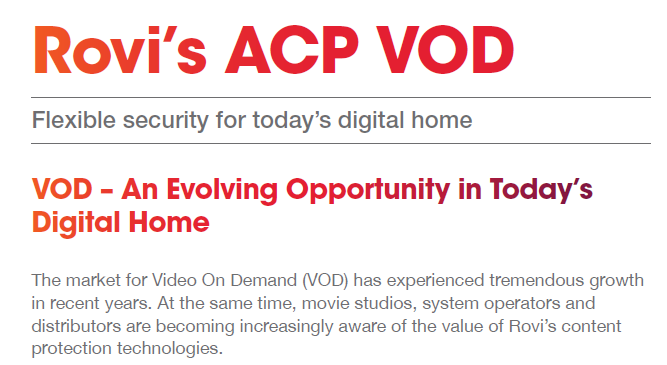 Rovi’s ACP VOD
Flexible security for today’s digital home
VOD – An Evolving Opportunity in Today’s
Digital Home
The market for Video On Demand (VOD) has experienced tremendous growth
in recent years. At the same time, movie studios, system operators and
distributors are becoming increasingly aware of the value of Rovi’s content
protection technologies.